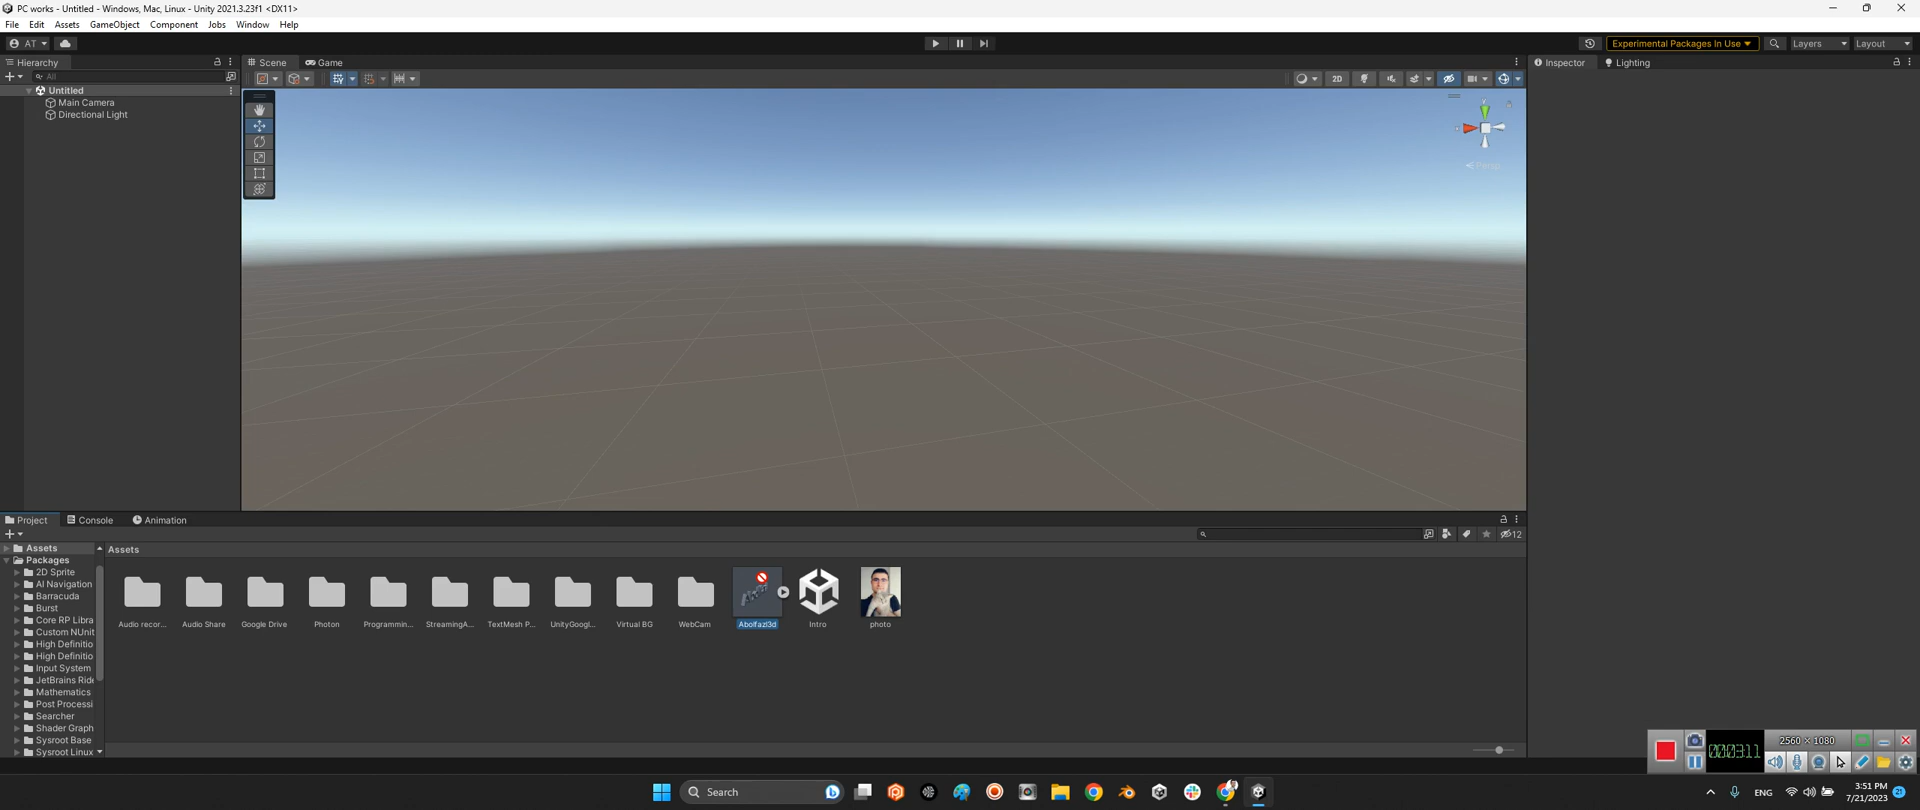 PC works - Untitled - Windows, Mac, Linux - Unity 2021.3.23f1 <DX11>
File Edit Assets GameObject Component Jobs Window Help
AT
Experimental Packages In Use
Layers
Layout
Hierarchy
Scene
Game
Inspector
Lighting
All
2D
Untitled
Main Camera
Directional Light
Persp
Project
Console
Animation
12
Assets
Packages
2D Sprite
AI Navigation
Barracuda
Burst
Core RP Libra
Custom NUnit
High Definitio
High Definitio
Input System
JetBrains Ride
Mathematics
Post Processi
Searcher
Shader Graph
Sysroot Base
Sysroot Linux
Assets
Audio recor...
Audio Share
Google Drive
Photon
Programmin...
StreamingA...
TextMesh P...
UnityGoogl...
Virtual BG
WebCam
Abolfazl3d
Intro
photo
2560 × 1080
000311
Search
ENG
3:51 PM
7/21/2023
21